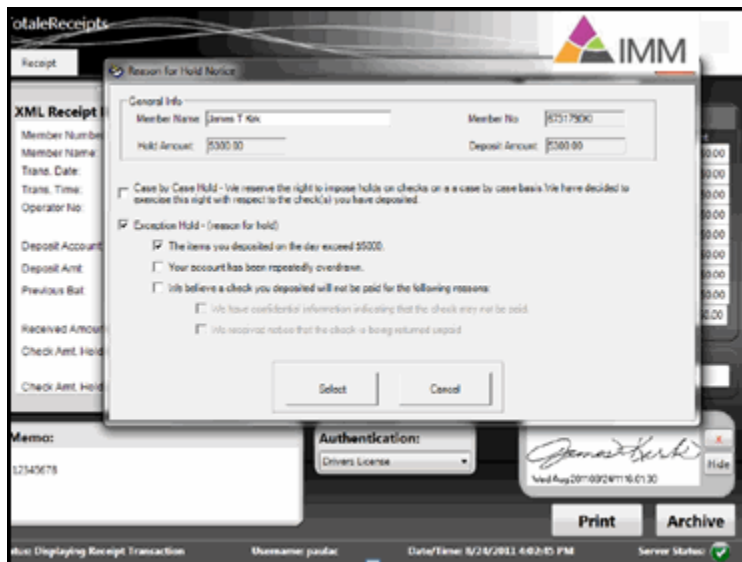 otaleReceipts
IMM
Receipt
Reason for Hold Notice
General Info
Member Name James T Kirk
Member No
Hold Amount 5300.00
Deposit Amount 5300.00
Case by Case Hold - We reserve the right to impose holds on checks on a a case by case basis. We have decided to
exercise this right with respect to the check(s) you have deposited.
Exception Hold - (reason for hold)
The items you deposited on the day exceed $5000.
Your account has been repeatedly overdrawn.
We believe a check you deposited will not be paid for the following reasons:
We have confidential information indicating that the check may not be paid.
We received notice that the check is being returned unpaid
Select
Cancel
XML Receipt
Member Number
Member Name:
Trans. Date:
Trans. Time:
Operator No:
Deposit Account
Deposit Amt
Previous Bal:
Received Amoun
Check Amt. Hold
Check Amt. Hold
Memo:
12345678
Authentication:
Drivers License
James Kirk
x
Hide
Print
Archive
atus: Displaying Receipt Transaction
Username: paulac
Date/Time: 8/24/2011 4:02:45 PM
Server Status: